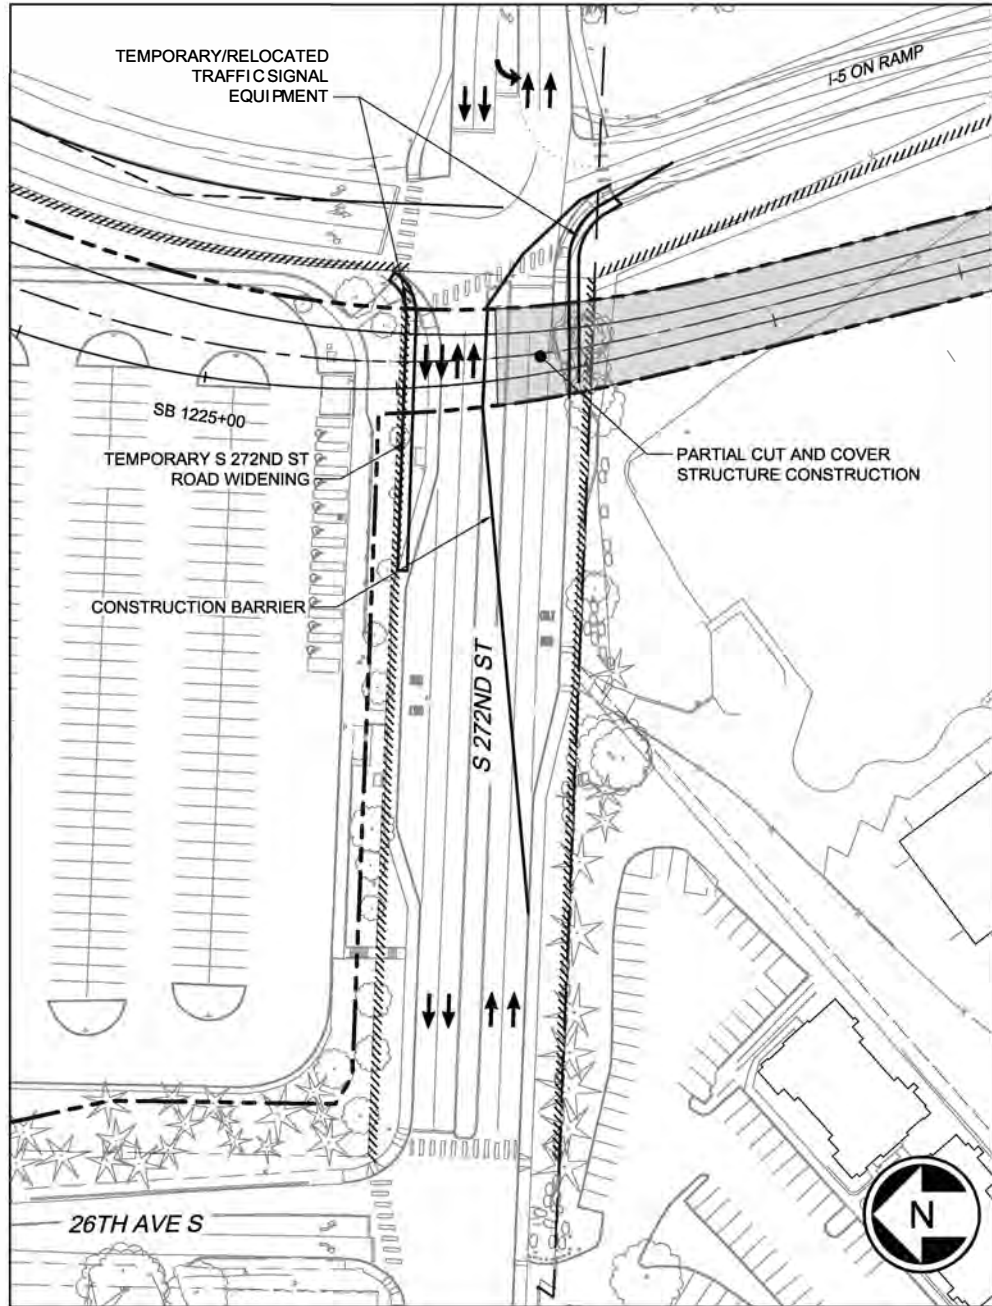 TEMPORARY/RELOCATED
TRAFFIC SIGNAL
EQUIPMENT
I-5 ON RAMP
SB 1225+00
TEMPORARY S 272ND ST
ROAD WIDENING
PARTIAL CUT AND COVER
STRUCTURE CONSTRUCTION
CONSTRUCTION BARRIER
S 272ND ST
26TH AVE S
N